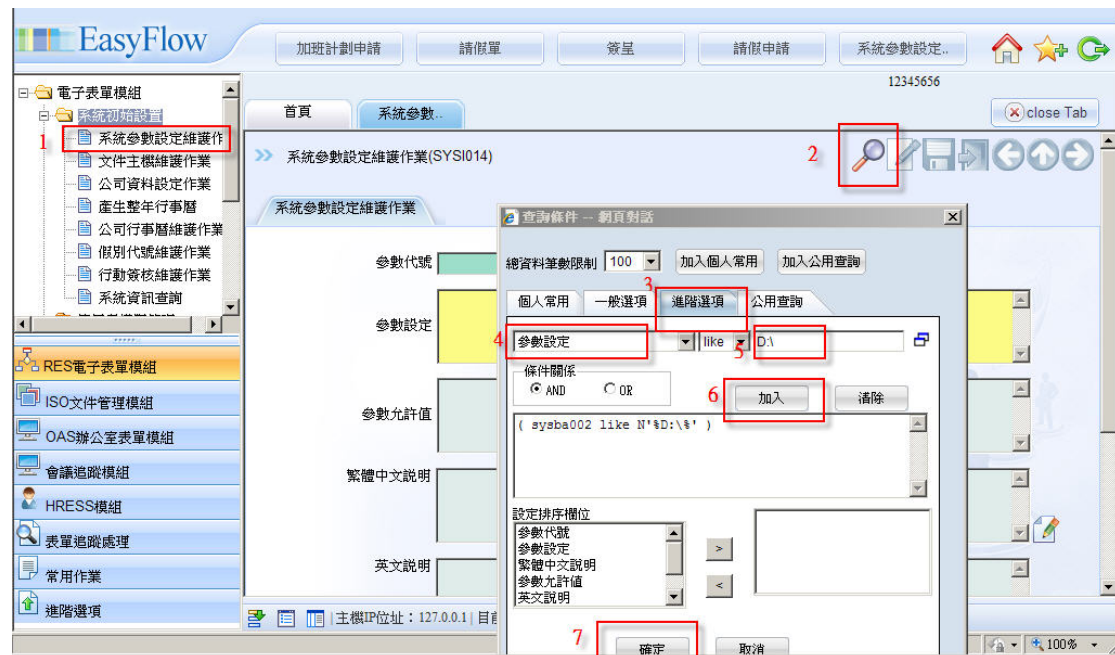 EasyFlow
加班計劃申請
請假單
簽呈
請假申請
系統參數設定..
12345656
電子表單模組
系統初始設置
1
系統參數設定維護作
文件主機維護作業
公司資料設定作業
產生整年行事曆
公司行事曆維護作業
假別代號維護作業
行動簽核維護作業
系統資訊查詢
RES電子表單模組
ISO文件管理模組
OAS辦公室表單模組
會議追蹤模組
HRESS模組
表單追蹤處理
常用作業
進階選項
首頁
系統參數..
close Tab
系統參數設定維護作業(SYSI014)
2
系統參數設定維護作業
參數代號
參數設定
參數允許值
繁體中文說明
英文說明
查詢條件 -- 網頁對話
總資料筆數限制
100
加入個人常用
加入公用查詢
3
個人常用
一般選項
進階選項
公用查詢
4
參數設定
like
5
D:\
條件關係
AND
OR
6
加入
清除
( sysba002 like N'%D:\%' )
設定排序欄位
參數代號
參數設定
繁體中文說明
參數允許值
英文說明
>
<
7
確定
取消
|主機IP位址：127.0.0.1|目前
100%